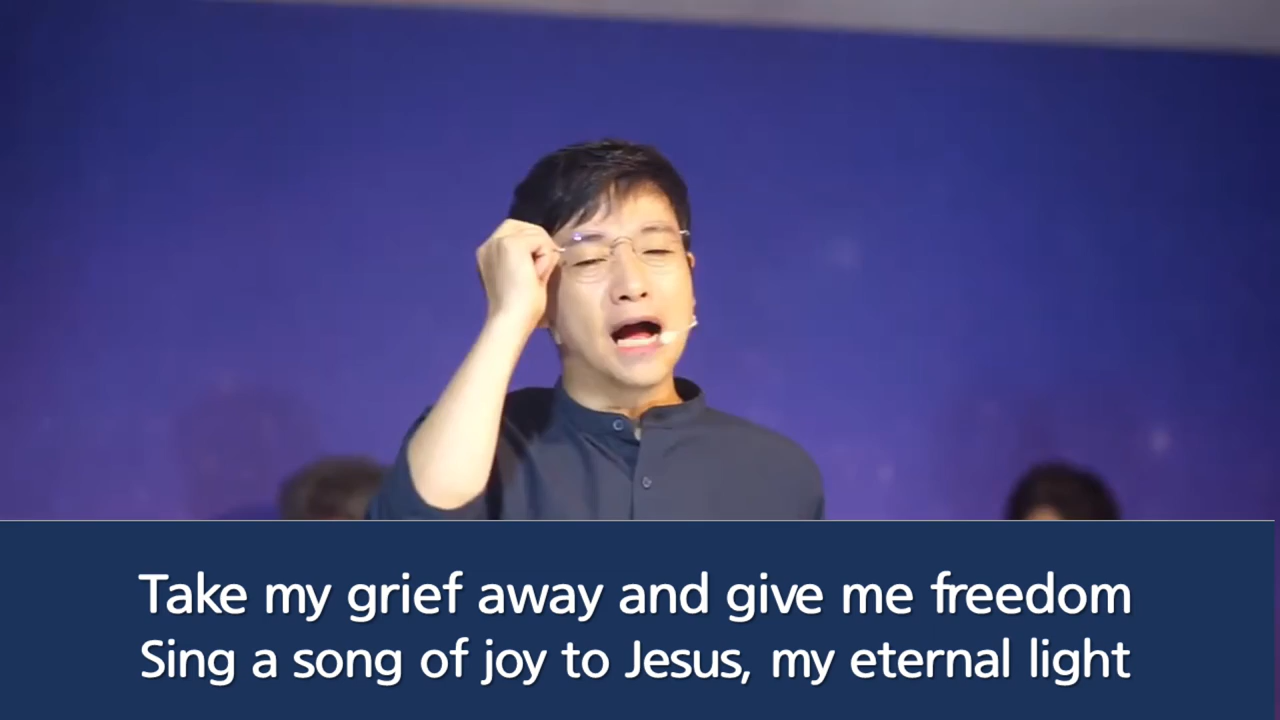 Take my grief away and give me freedom
Sing a song of joy to Jesus, my eternal light